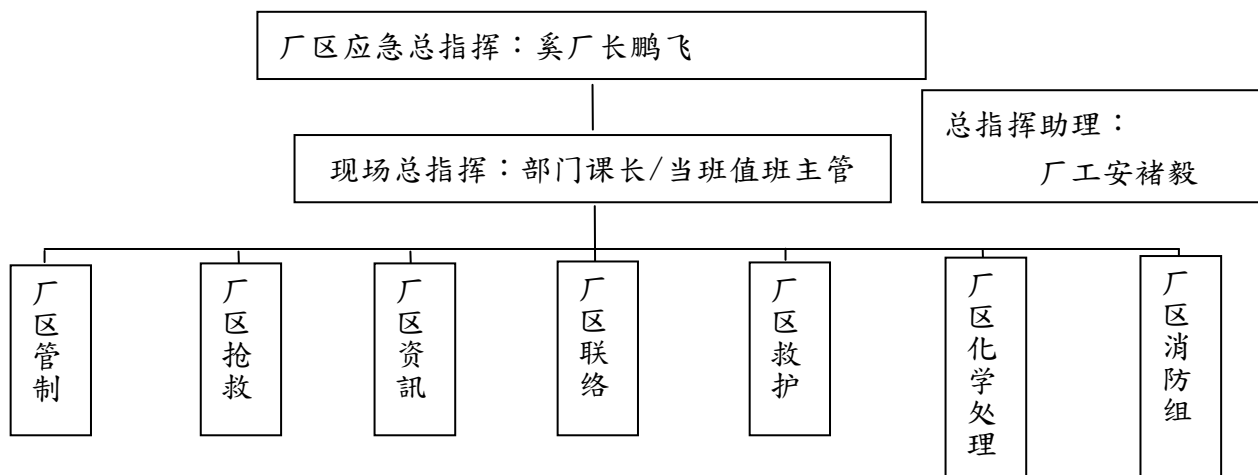 厂区应急总指挥：奚厂长鹏飞
总指挥助理：
厂工安褚毅
现场总指挥：部门课长/当班值班主管
厂区管制
厂区抢救
厂区资訊
厂区联络
厂区救护
厂区化学处理
厂区消防组